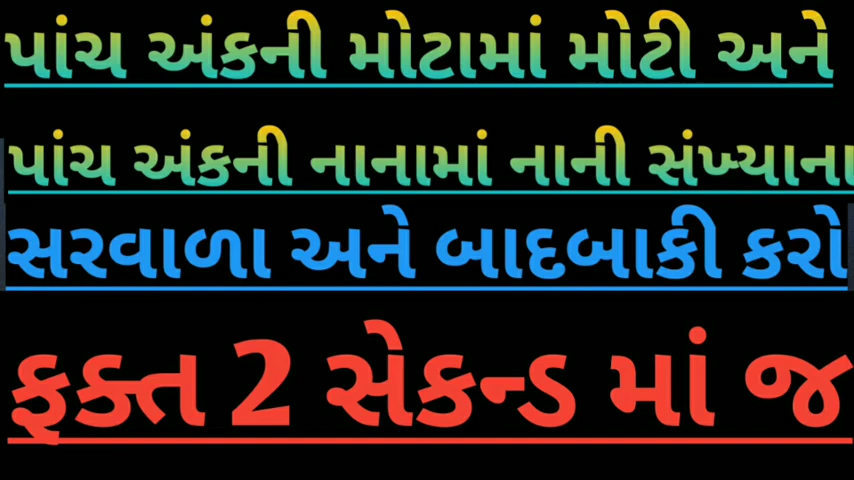 પાંચ અંકની મોટામાં મોટી અને
પાંચ અંકની નાનામાં નાની સંખ્યાના
સરવાળા અને બાદબાકી કરો
ફક્ત 2 સેકન્ડ માં જ